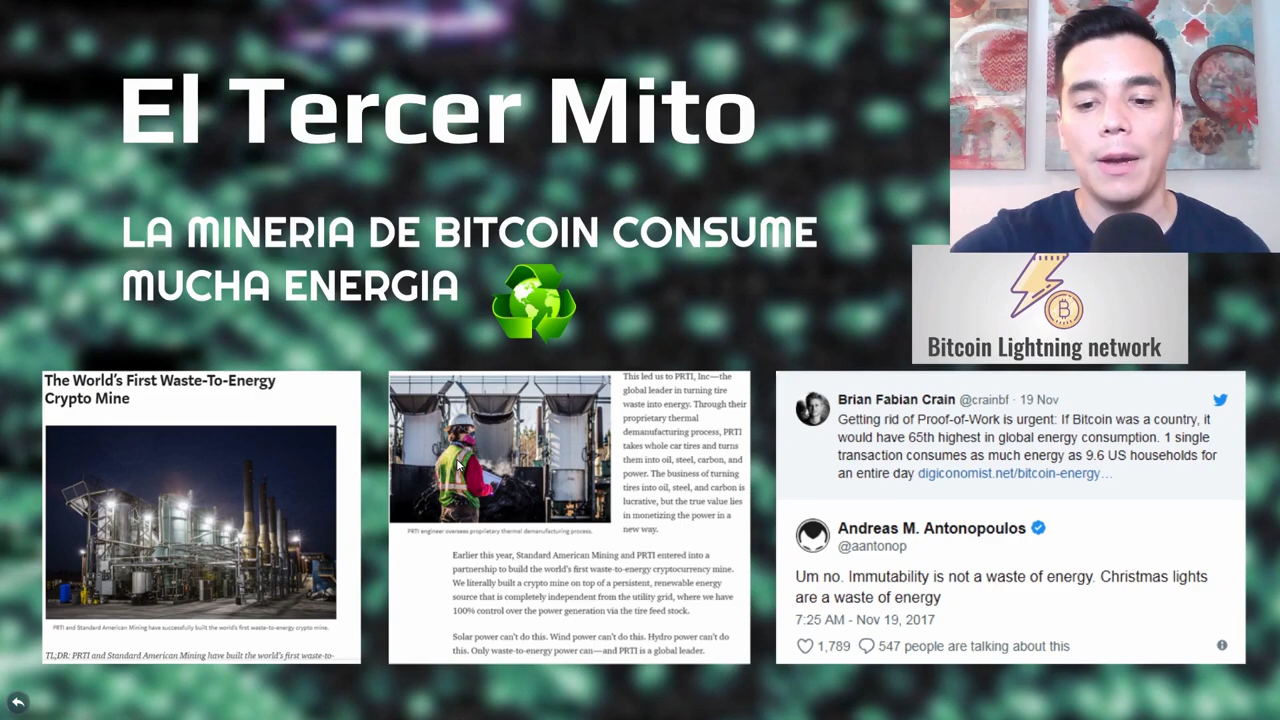 El Tercer Mito
LA MINERIA DE BITCOIN CONSUME
MUCHA ENERGIA
Bitcoin Lightning network
The World's First Waste-To-Energy
Crypto Mine
PRTI and Standard American Mining have successfully built the world's first waste-to-energy crypto mine.
TL;DR: PRTI and Standard American Mining have built the world's first waste-to-
This led us to PRTI, Inc—the
global leader in turning tire
waste into energy. Through their
proprietary thermal
demanufacturing process, PRTI
takes whole car tires and turns
them into oil, steel, carbon, and
power. The business of turning
tires into oil, steel, and carbon is
lucrative, but the true value lies
in monetizing the power in a
new way.
PRTI engineer oversees proprietary thermal demanufacturing process.
Earlier this year, Standard American Mining and PRTI entered into a
partnership to build the world's first waste-to-energy cryptocurrency mine.
We literally built a crypto mine on top of a persistent, renewable energy
source that is completely independent from the utility grid, where we have
100% control over the power generation via the tire feed stock.
Solar power can't do this. Wind power can't do this. Hydro power can't do
this. Only waste-to-energy power can—and PRTI is a global leader.
Brian Fabian Crain @crainbf · 19 Nov
Getting rid of Proof-of-Work is urgent: If Bitcoin was a country, it
would have 65th highest in global energy consumption. 1 single
transaction consumes as much energy as 9.6 US households for
an entire day digiconomist.net/bitcoin-energy…
Andreas M. Antonopoulos
@aantonop
Um no. Immutability is not a waste of energy. Christmas lights
are a waste of energy
7:25 AM - Nov 19, 2017
1,789 547 people are talking about this